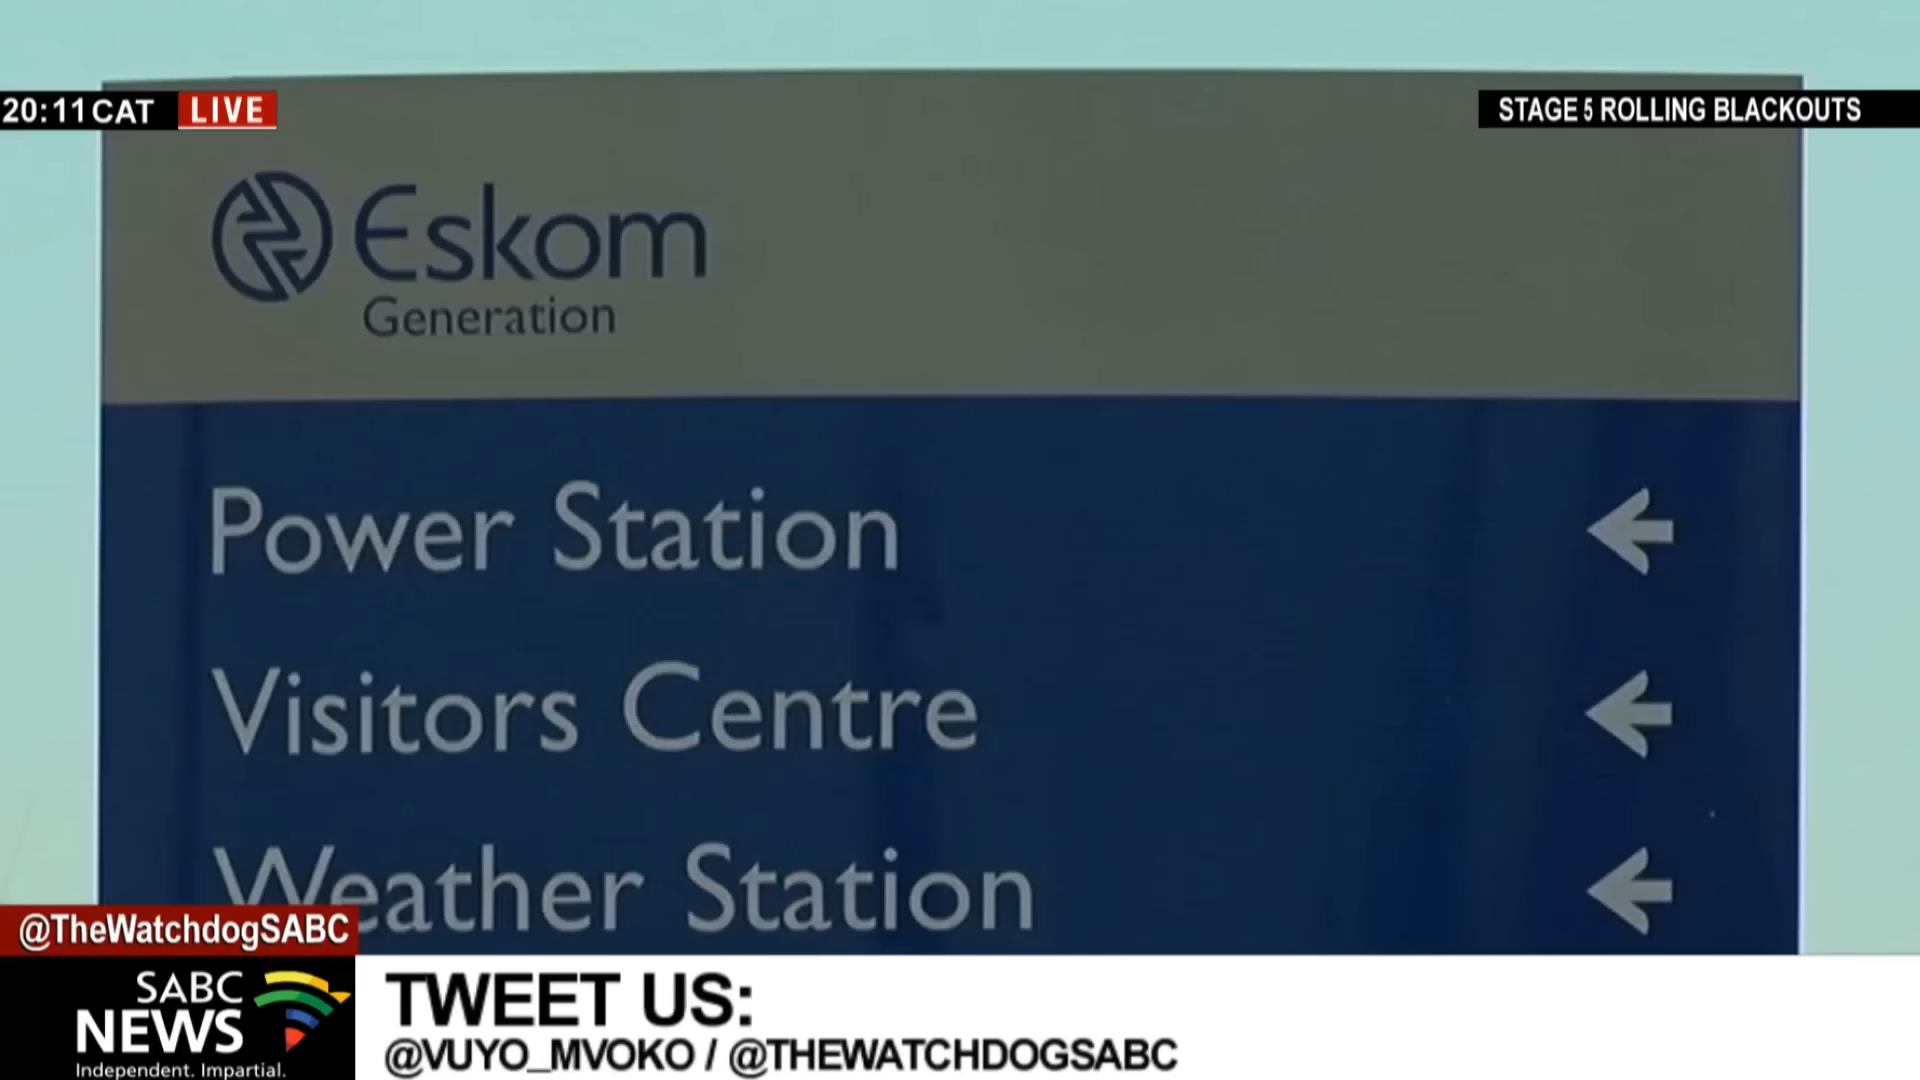 20:11 CAT LIVE
STAGE 5 ROLLING BLACKOUTS
Eskom
Generation
Power Station
Visitors Centre
Weather Station
@TheWatchdogSABC
SABC
NEWS
Independent. Impartial.
TWEET US:
@VUYO_MVOKO / @THEWATCHDOGSABC